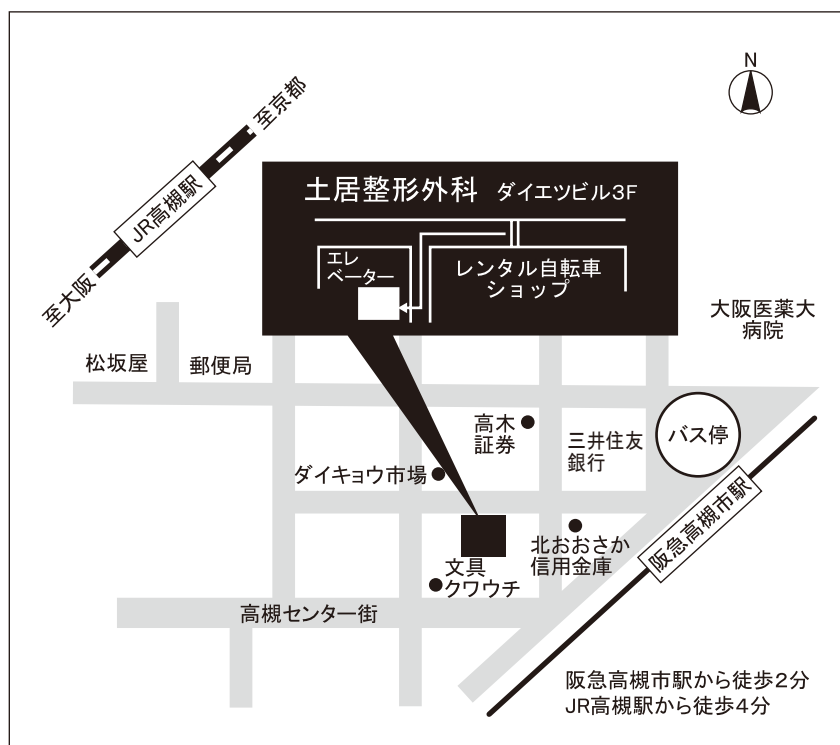 N
至京都
JR高槻駅
至大阪
土居整形外科 ダイエツビル3F
エレ
ベーター
レンタル自転車
ショップ
大阪医薬大
病院
松坂屋
郵便局
高木
証券
三井住友
銀行
バス停
ダイキョウ市場
阪急高槻市駅
北おおさか
信用金庫
文具
クワウチ
高槻センター街
阪急高槻市駅から徒歩2分
JR高槻駅から徒歩4分